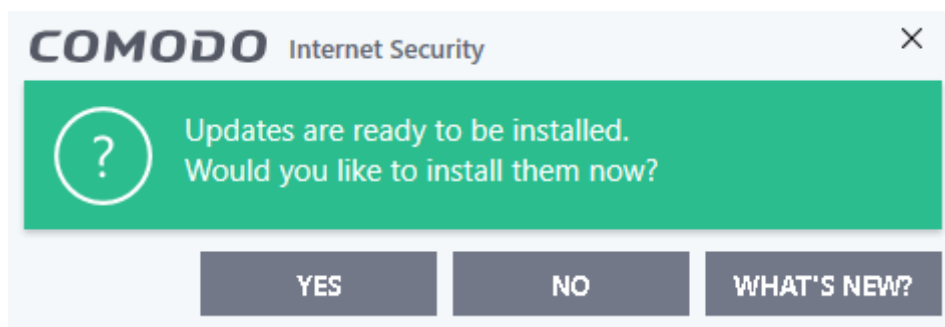 COMODO Internet Security
Updates are ready to be installed.
Would you like to install them now?
YES NO WHAT'S NEW?